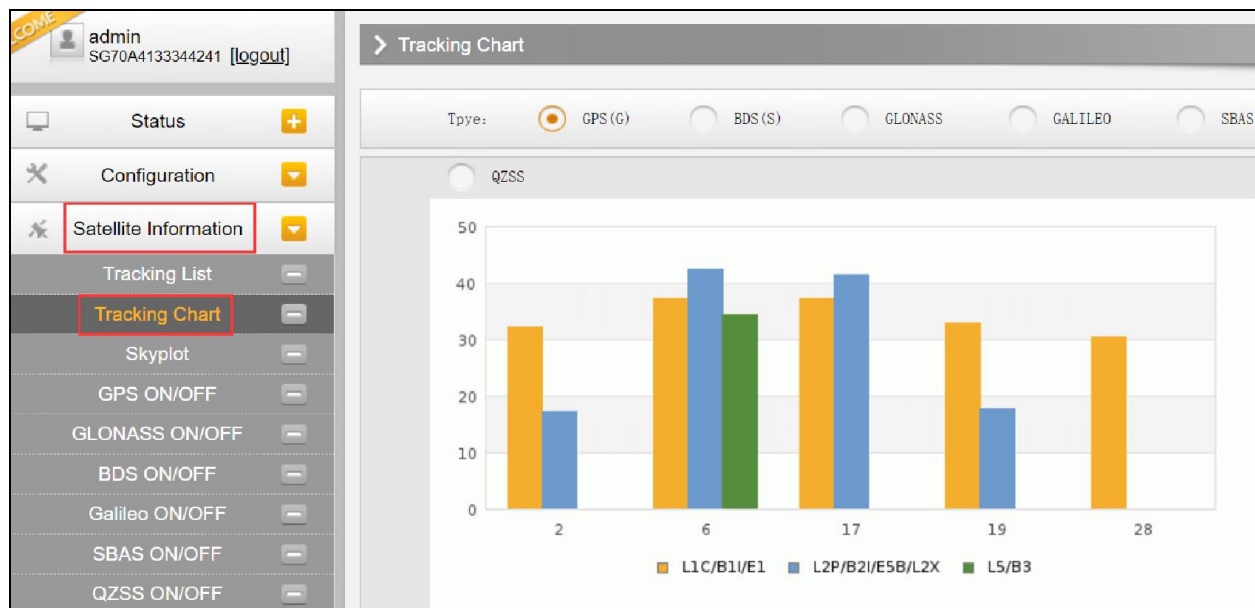 COME
admin
SG70A4133344241 [logout]
Status
Configuration
Satellite Information
Tracking List
Tracking Chart
Skyplot
GPS ON/OFF
GLONASS ON/OFF
BDS ON/OFF
Galileo ON/OFF
SBAS ON/OFF
QZSS ON/OFF
Tracking Chart
Tpye: GPS(G) BDS(S) GLONASS GALILEO SBAS
QZSS
50
40
30
20
10
0
2 6 17 19 28
L1C/B1I/E1 L2P/B2I/E5B/L2X L5/B3